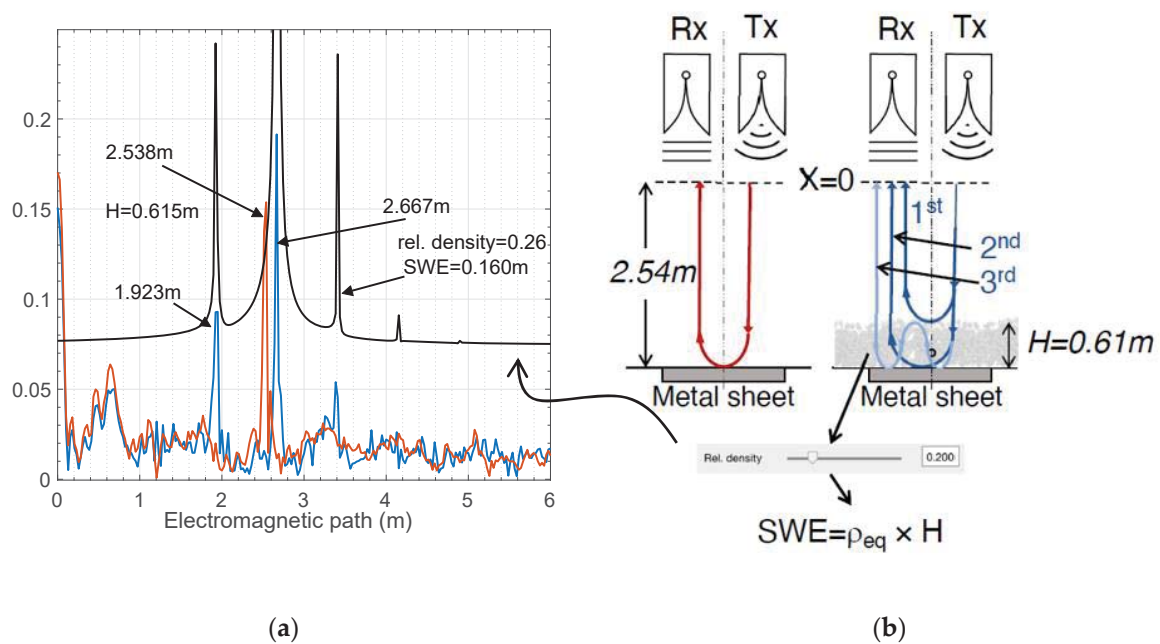 0.2
0.15
0.1
0.05
0
0 1 2 3 4 5 6
Electromagnetic path (m)
2.538m
H=0.615m
1.923m
2.667m
rel. density=0.26
SWE=0.160m
(a)
Rx Tx Rx Tx
X=0
1st
2nd
3rd
2.54m
H=0.61m
Metal sheet Metal sheet
Rel. density 0.200
SWE=ρeq × H
(b)